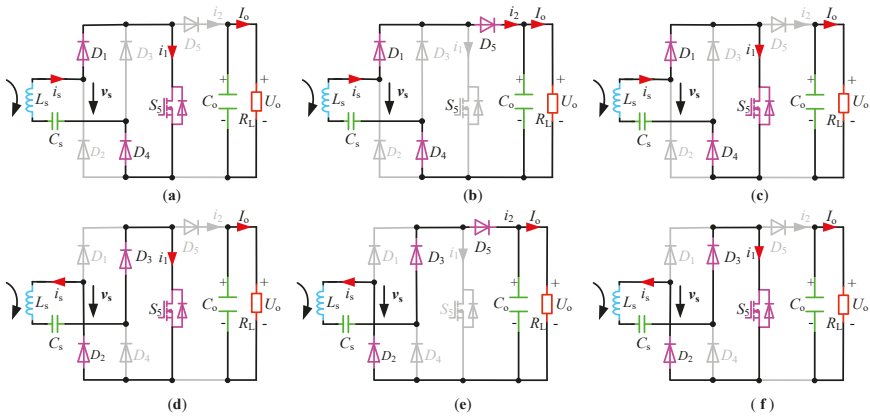 D₁ D₃ D₅ i₂ Iₒ
i₁ + +
Lₛ iₛ vₛ S₅ Cₒ Uₒ
Cₛ D₂ D₄ - Rₗ -
(a)
D₁ D₃ D₅ i₂ Iₒ
i₁ + +
Lₛ iₛ vₛ S₅ Cₒ Uₒ
Cₛ D₂ D₄ - Rₗ -
(b)
D₁ D₃ D₅ i₂ Iₒ
i₁ + +
Lₛ iₛ vₛ S₅ Cₒ Uₒ
Cₛ D₂ D₄ - Rₗ -
(c)
D₁ D₃ D₅ i₂ Iₒ
i₁ + +
Lₛ iₛ vₛ S₅ Cₒ Uₒ
Cₛ D₂ D₄ - Rₗ -
(d)
D₁ D₃ D₅ i₂ Iₒ
i₁ + +
Lₛ iₛ vₛ S₅ Cₒ Uₒ
Cₛ D₂ D₄ - Rₗ -
(e)
D₁ D₃ D₅ i₂ Iₒ
i₁ + +
Lₛ iₛ vₛ S₅ Cₒ Uₒ
Cₛ D₂ D₄ - Rₗ -
( f )